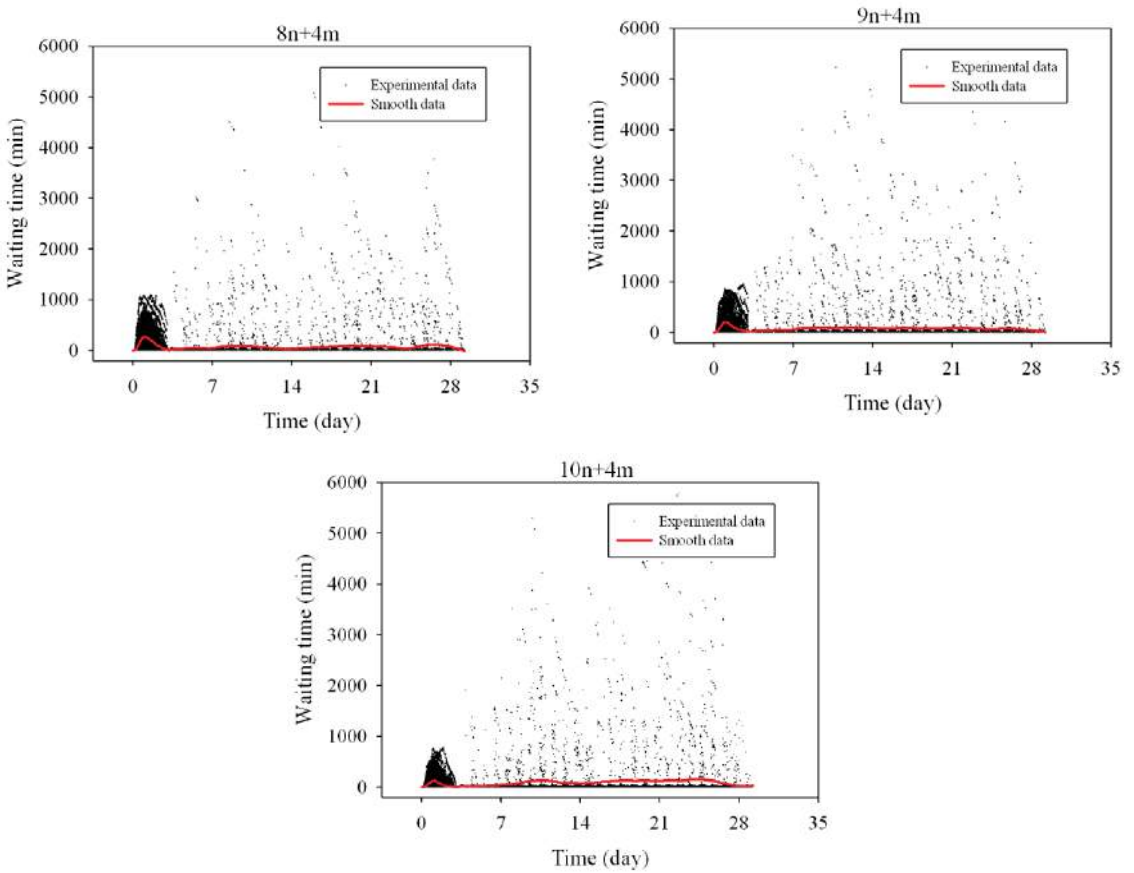 8n+4m
6000
5000
4000
3000
2000
1000
0
Waiting time (min)
Experimental data
Smooth data
0 7 14 21 28 35
Time (day)
9n+4m
6000
5000
4000
3000
2000
1000
0
Waiting time (min)
Experimental data
Smooth data
0 7 14 21 28 35
Time (day)
10n+4m
6000
5000
4000
3000
2000
1000
0
Waiting time (min)
Experimental data
Smooth data
0 7 14 21 28 35
Time (day)